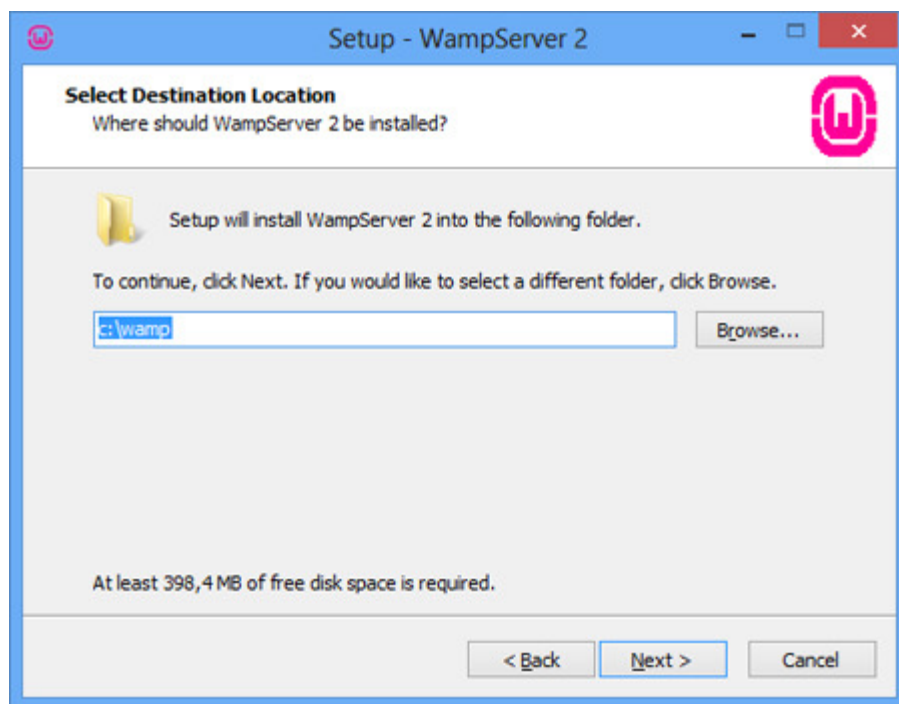 Setup - WampServer 2
Select Destination Location
Where should WampServer 2 be installed?
Setup will install WampServer 2 into the following folder.
To continue, click Next. If you would like to select a different folder, click Browse.
c:\wamp
Browse...
At least 398,4 MB of free disk space is required.
< Back
Next >
Cancel